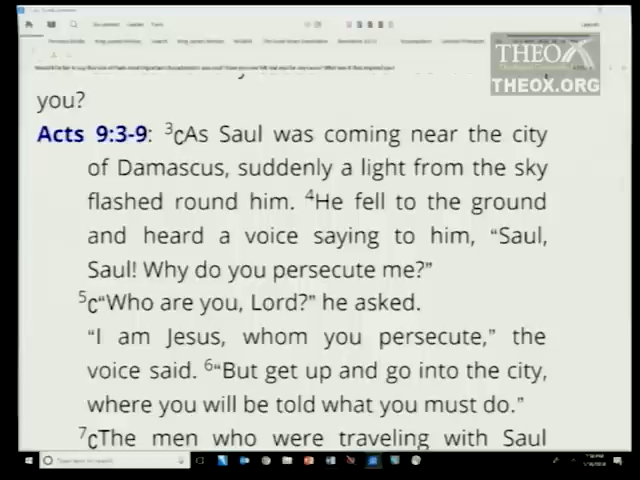 THEOX
THEOX.ORG
you?
Acts 9:3-9: ³CAs Saul was coming near the city
of Damascus, suddenly a light from the sky
flashed round him. ⁴He fell to the ground
and heard a voice saying to him, “Saul,
Saul! Why do you persecute me?”
⁵C“Who are you, Lord?” he asked.
“I am Jesus, whom you persecute,” the
voice said. ⁶“But get up and go into the city,
where you will be told what you must do.”
⁷CThe men who were traveling with Saul